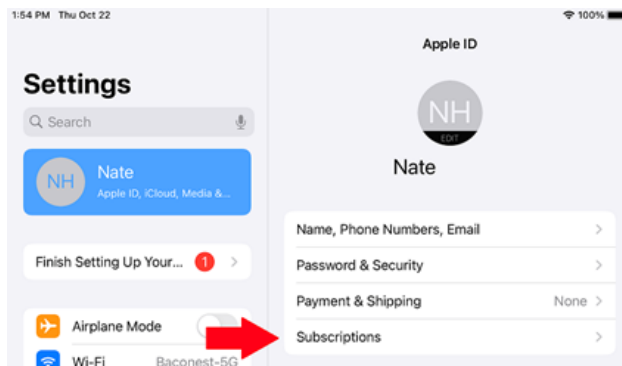 1:54 PM Thu Oct 22
100%
Settings
Search
NH
Nate
Apple ID, iCloud, Media &...
Finish Setting Up Your... 1
Airplane Mode
Wi-Fi Baconest-5G
Apple ID
NH
EDIT
Nate
Name, Phone Numbers, Email
Password & Security
Payment & Shipping None
Subscriptions